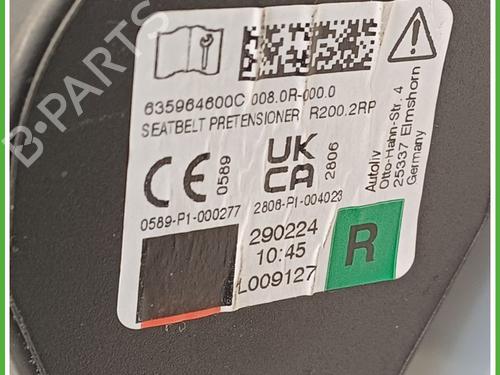 B-PARTS
635964600C 008.0R-000.0
SEATBELT PRETENSIONER R200.2RP
CE 0589
UK
CA 2806
0589-P1-000277 2806-P1-004023
Autoliv
Otto-Hahn-Str. 4
25337 Elmshorn
Germany
290224
10:45
L009127
R